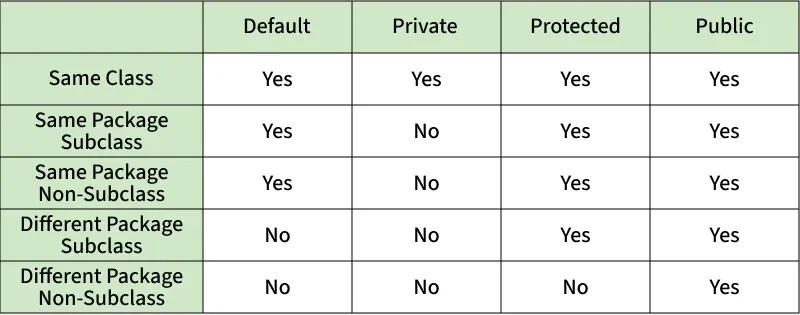 Default Private Protected Public
Same Class Yes Yes Yes Yes
Same Package
Subclass Yes No Yes Yes
Same Package
Non-Subclass Yes No Yes Yes
Different Package
Subclass No No Yes Yes
Different Package
Non-Subclass No No No Yes